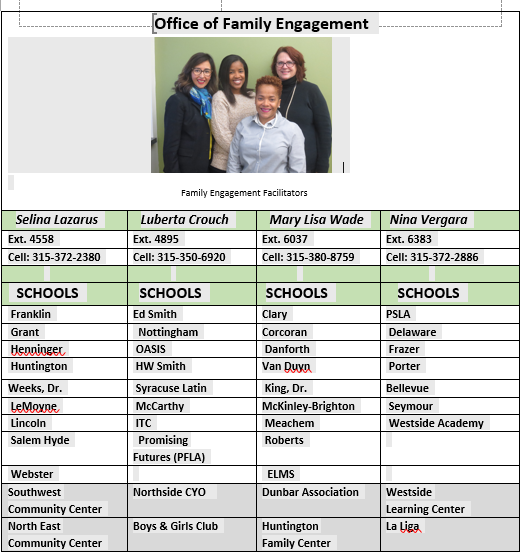 Office of Family Engagement
Family Engagement Facilitators
Selina Lazarus Luberta Crouch Mary Lisa Wade Nina Vergara
Ext. 4558 Ext. 4895 Ext. 6037 Ext. 6383
Cell: 315-372-2380 Cell: 315-350-6920 Cell: 315-380-8759 Cell: 315-372-2886
SCHOOLS SCHOOLS SCHOOLS SCHOOLS
Franklin Ed Smith Clary PSLA
Grant Nottingham Corcoran Delaware
Henninger OASIS Danforth Frazer
Huntington HW Smith Van Duyn Porter
Weeks, Dr. Syracuse Latin King, Dr. Bellevue
LeMoyne McCarthy McKinley-Brighton Seymour
Lincoln ITC Meachem Westside Academy
Salem Hyde Promising Roberts
Futures (PFLA)
Webster ELMS
Southwest Northside CYO Dunbar Association Westside
Community Center Learning Center
North East Boys & Girls Club Huntington La Liga
Community Center Family Center